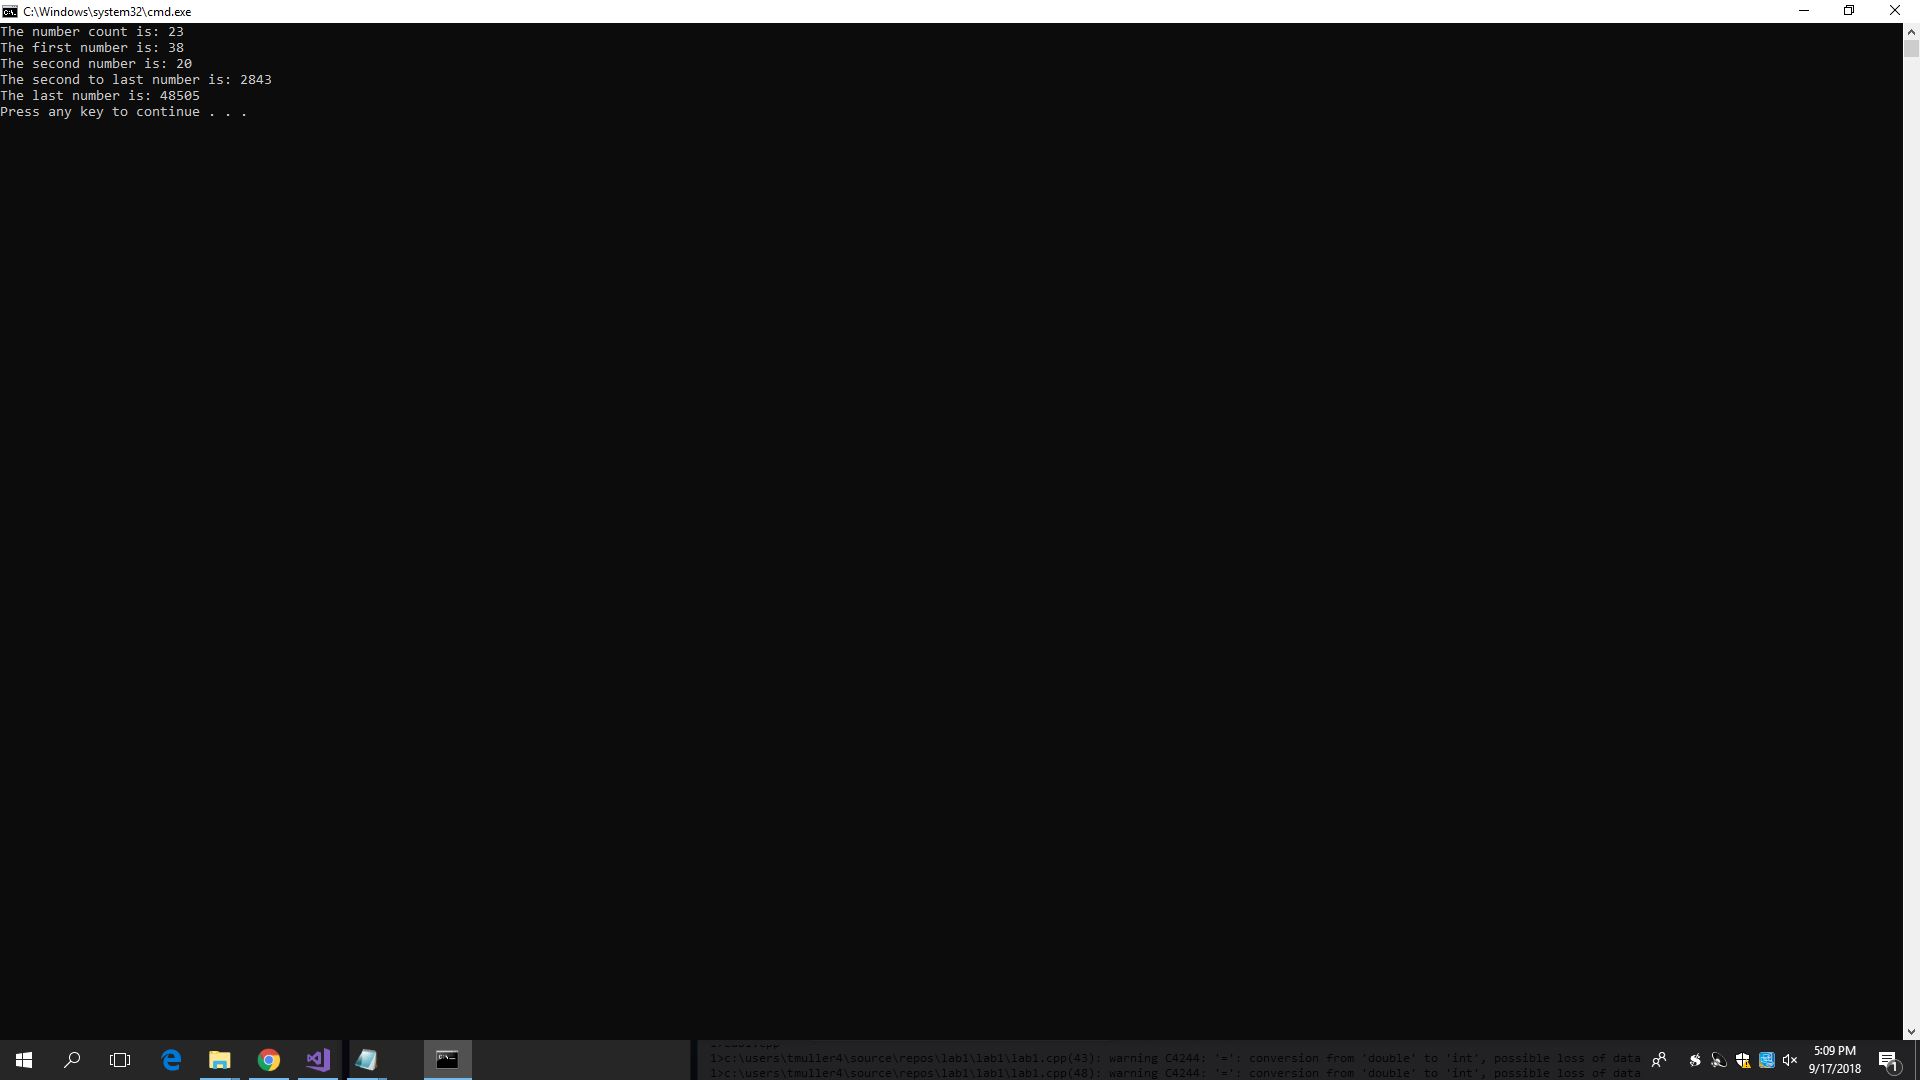 C:\Windows\system32\cmd.exe
The number count is: 23
The first number is: 38
The second number is: 20
The second to last number is: 2843
The last number is: 48505
Press any key to continue . . .
1>c:\users\tmuller4\source\repos\lab1\lab1\lab1.cpp(43): warning C4244: '=': conversion from 'double' to 'int', possible loss of data
1>c:\users\tmuller4\source\repos\lab1\lab1\lab1.cpp(48): warning C4244: '=': conversion from 'double' to 'int', possible loss of data
5:09 PM
9/17/2018
1